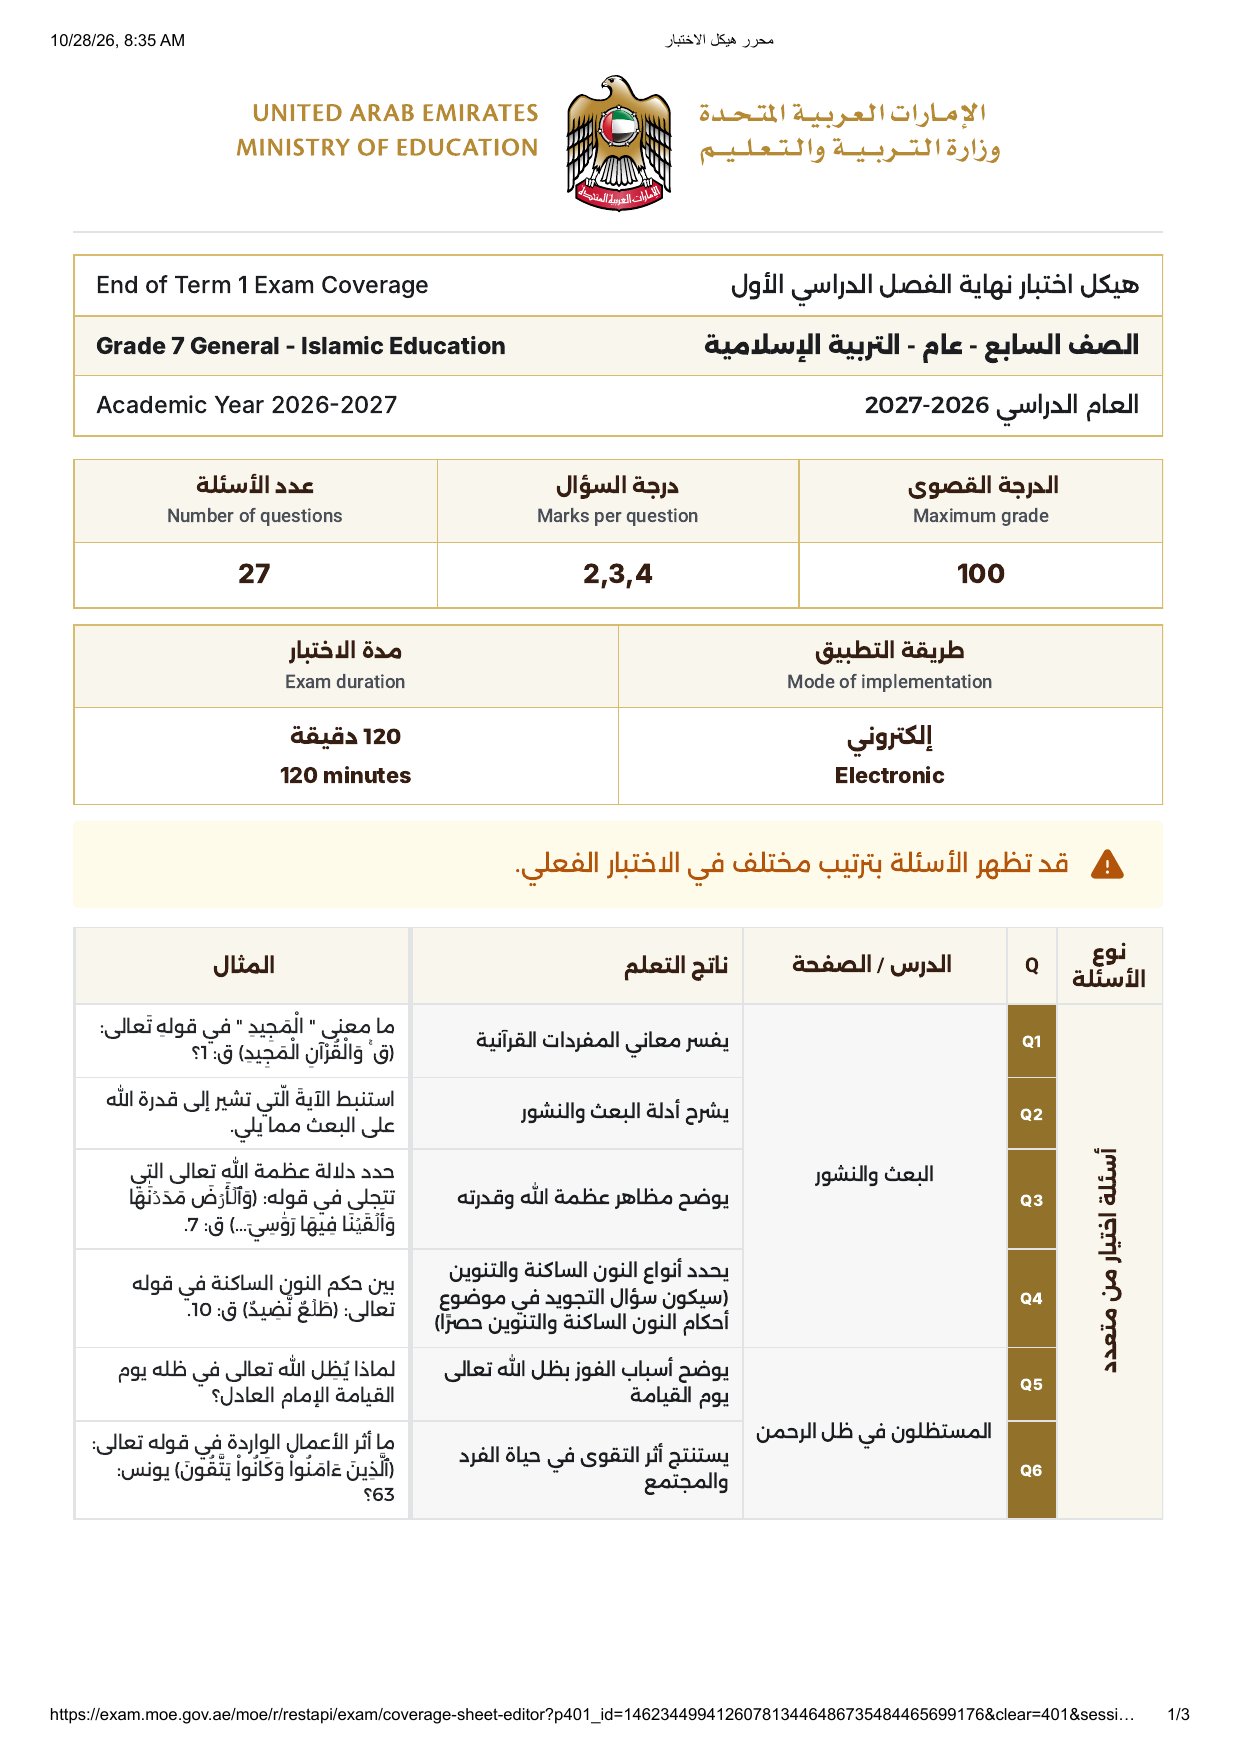 10/28/26, 8:35 AM
محرر هيكل الاختبار
UNITED ARAB EMIRATES
MINISTRY OF EDUCATION
الإمارات العربية المتحدة
وزارة التربية والتعليم
الإمارات العربية المتحدة
هيكل اختبار نهاية الفصل الدراسي الأول
End of Term 1 Exam Coverage
الصف السابع - عام - التربية الإسلامية
Grade 7 General - Islamic Education
العام الدراسي 2026-2027
Academic Year 2026-2027
الدرجة القصوى
Maximum grade
درجة السؤال
Marks per question
عدد الأسئلة
Number of questions
100
2,3,4
27
طريقة التطبيق
Mode of implementation
مدة الاختبار
Exam duration
إلكتروني
Electronic
120 دقيقة
120 minutes
قد تظهر الأسئلة بترتيب مختلف في الاختبار الفعلي.
نوع
الأسئلة
Q
الدرس / الصفحة
ناتج التعلم
المثال
أسئلة اختيار من متعدد
البعث والنشور
Q1
يفسر معاني المفردات القرآنية
ما معنى " الْمَجِيدِ " في قولهِ تَعالى:
(ق ۚ وَالْقُرْآنِ الْمَجِيدِ) ق: 1؟
Q2
يشرح أدلة البعث والنشور
استنبط الآيةَ الّتي تشير إلى قدرة الله
على البعث مما يلي.
Q3
يوضح مظاهر عظمة الله وقدرته
حدد دلالة عظمة الله تعالى التي
تتجلى في قوله: (وَٱلۡأَرۡضَ مَدَدۡنَٰهَا
وَأَلۡقَيۡنَا فِيهَا رَوَٰسِيَ...) ق: 7.
Q4
يحدد أنواع النون الساكنة والتنوين
(سيكون سؤال التجويد في موضوع
أحكام النون الساكنة والتنوين حصرًا)
بين حكم النون الساكنة في قوله
تعالى: (طَلۡعٌ نَّضِيدٌ) ق: 10.
المستظلون في ظل الرحمن
Q5
يوضح أسباب الفوز بظل الله تعالى
يوم القيامة
لماذا يُظِل الله تعالى في ظله يوم
القيامة الإمام العادل؟
Q6
يستنتج أثر التقوى في حياة الفرد
والمجتمع
ما أثر الأعمال الواردة في قوله تعالى:
(ٱلَّذِينَ ءَامَنُواْ وَكَانُواْ يَتَّقُونَ) يونس:
63؟
https://exam.moe.gov.ae/moe/r/restapi/exam/coverage-sheet-editor?p401_id=146234499412607813446486735484465699176&clear=401&sessi…
1/3